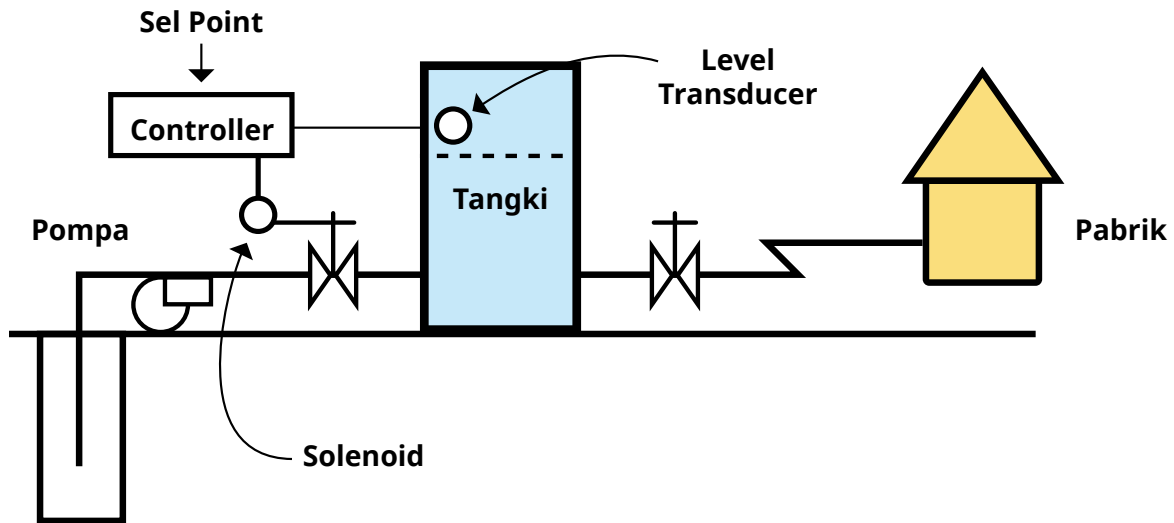 Sel Point
Controller
Level
Transducer
Tangki
Pompa
Pabrik
Solenoid